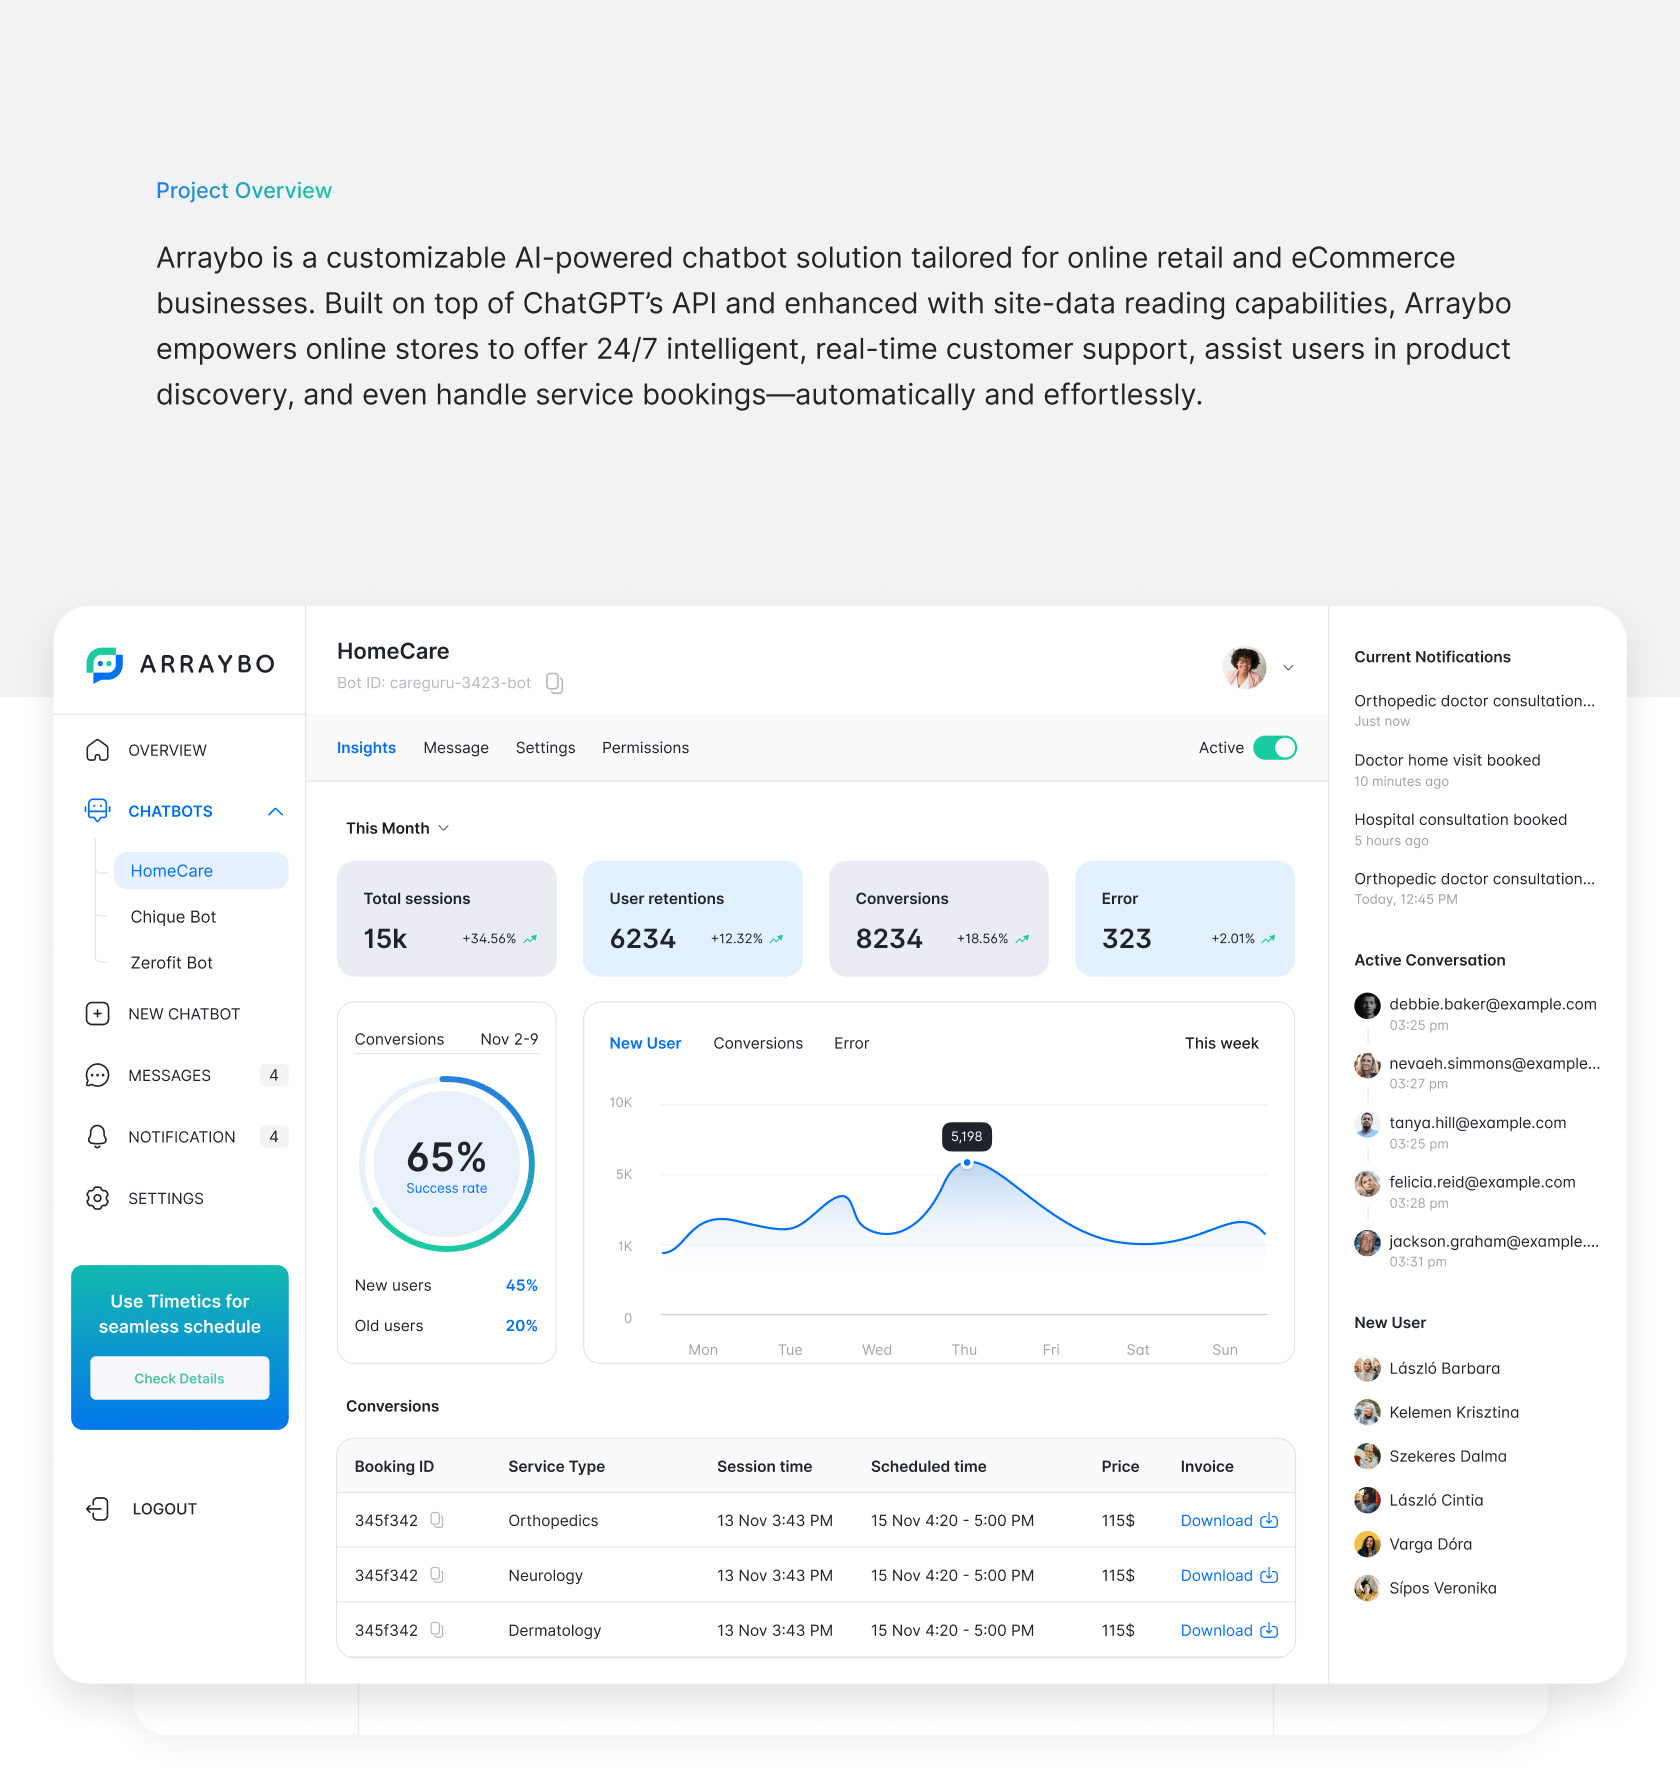 Project Overview
Arraybo is a customizable AI-powered chatbot solution tailored for online retail and eCommerce
businesses. Built on top of ChatGPT’s API and enhanced with site-data reading capabilities, Arraybo
empowers online stores to offer 24/7 intelligent, real-time customer support, assist users in product
discovery, and even handle service bookings—automatically and effortlessly.
ARRAYBO
OVERVIEW
CHATBOTS
HomeCare
Chique Bot
Zerofit Bot
NEW CHATBOT
MESSAGES 4
NOTIFICATION 4
SETTINGS
Use Timetics for
seamless schedule
Check Details
LOGOUT
HomeCare
Bot ID: careguru-3423-bot
Insights Message Settings Permissions Active
This Month
Total sessions
15k +34.56%
User retentions
6234 +12.32%
Conversions
8234 +18.56%
Error
323 +2.01%
Conversions Nov 2-9
65%
Success rate
New users 45%
Old users 20%
New User Conversions Error This week
10K
5K
1K
0
5,198
Mon Tue Wed Thu Fri Sat Sun
Conversions
Booking ID Service Type Session time Scheduled time Price Invoice
345f342 Orthopedics 13 Nov 3:43 PM 15 Nov 4:20 - 5:00 PM 115$ Download
345f342 Neurology 13 Nov 3:43 PM 15 Nov 4:20 - 5:00 PM 115$ Download
345f342 Dermatology 13 Nov 3:43 PM 15 Nov 4:20 - 5:00 PM 115$ Download
Current Notifications
Orthopedic doctor consultation...
Just now
Doctor home visit booked
10 minutes ago
Hospital consultation booked
5 hours ago
Orthopedic doctor consultation...
Today, 12:45 PM
Active Conversation
debbie.baker@example.com
03:25 pm
nevaeh.simmons@example...
03:27 pm
tanya.hill@example.com
03:25 pm
felicia.reid@example.com
03:28 pm
jackson.graham@example....
03:31 pm
New User
László Barbara
Kelemen Krisztina
Szekeres Dalma
László Cintia
Varga Dóra
Sípos Veronika